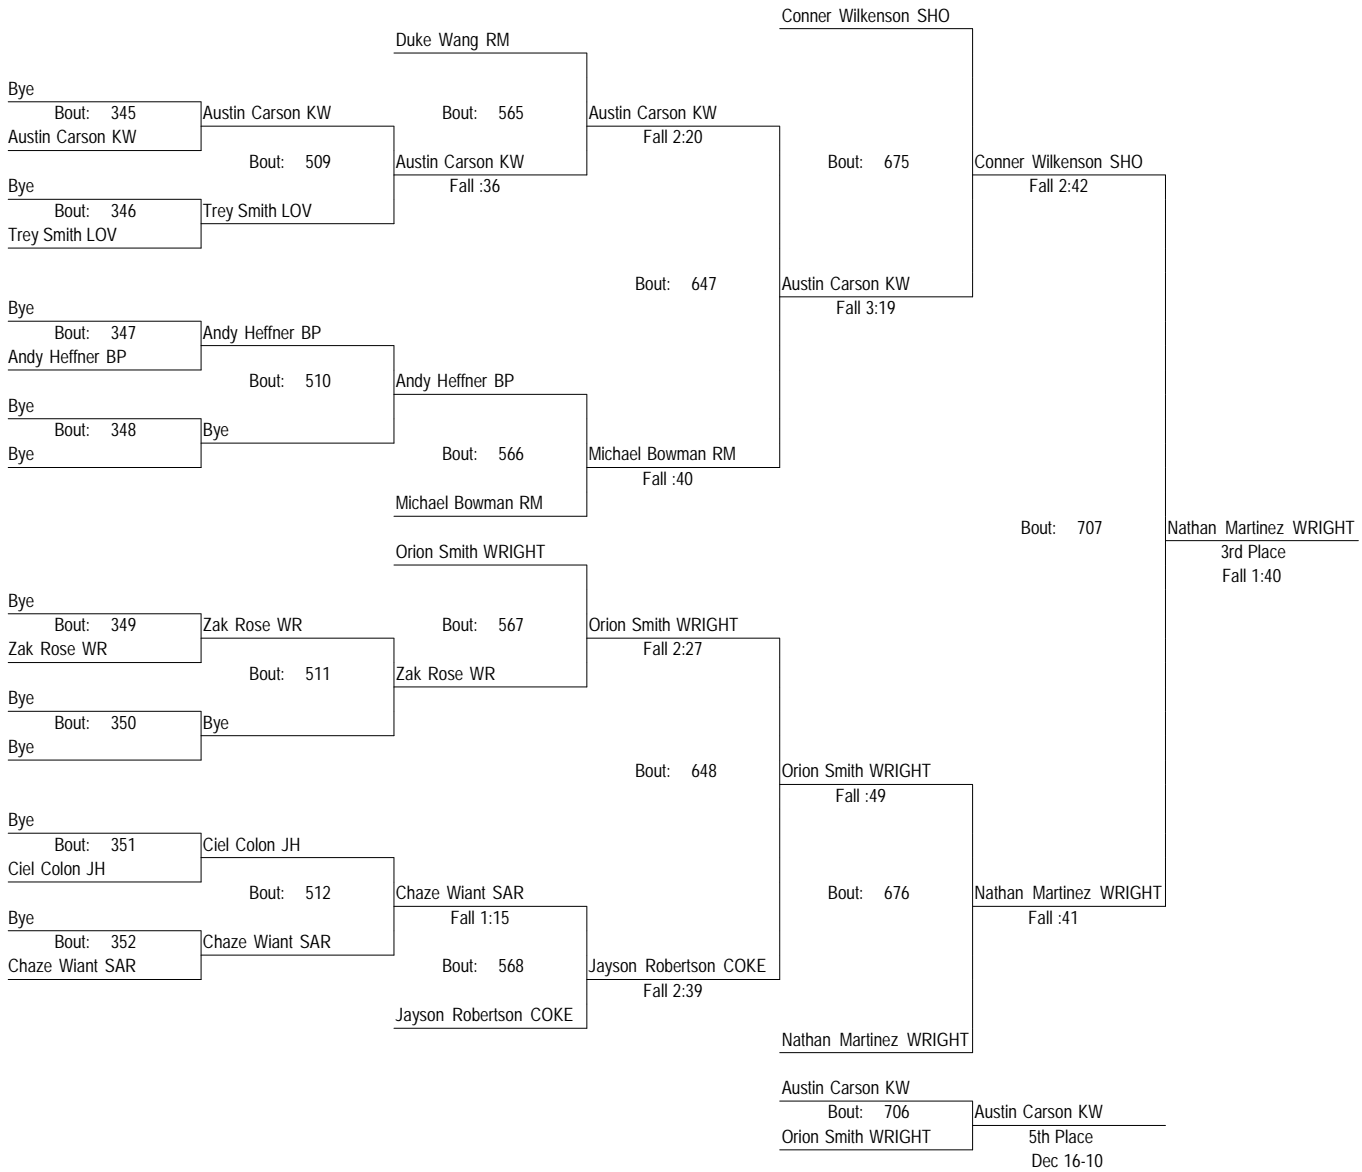 Conner Wilkenson SHO
Duke Wang RM
Bye
Bout: 345
Austin Carson KW
Bout: 565
Austin Carson KW
Austin Carson KW
Fall 2:20
Bout: 509
Austin Carson KW
Bout: 675
Conner Wilkenson SHO
Fall :36
Fall 2:42
Bye
Bout: 346
Trey Smith LOV
Trey Smith LOV
Bout: 647
Austin Carson KW
Fall 3:19
Bye
Bout: 347
Andy Heffner BP
Andy Heffner BP
Bout: 510
Andy Heffner BP
Bye
Bout: 348
Bye
Bye
Bout: 566
Michael Bowman RM
Fall :40
Michael Bowman RM
Bout: 707
Nathan Martinez WRIGHT
3rd Place
Fall 1:40
Orion Smith WRIGHT
Bye
Bout: 349
Zak Rose WR
Bout: 567
Orion Smith WRIGHT
Zak Rose WR
Fall 2:27
Bout: 511
Zak Rose WR
Bye
Bout: 350
Bye
Bye
Bout: 648
Orion Smith WRIGHT
Fall :49
Bye
Bout: 351
Ciel Colon JH
Ciel Colon JH
Bout: 512
Chaze Wiant SAR
Bout: 676
Nathan Martinez WRIGHT
Fall 1:15
Fall :41
Bye
Bout: 352
Chaze Wiant SAR
Chaze Wiant SAR
Bout: 568
Jayson Robertson COKE
Fall 2:39
Jayson Robertson COKE
Nathan Martinez WRIGHT
Austin Carson KW
Bout: 706
Austin Carson KW
Orion Smith WRIGHT
5th Place
Dec 16-10